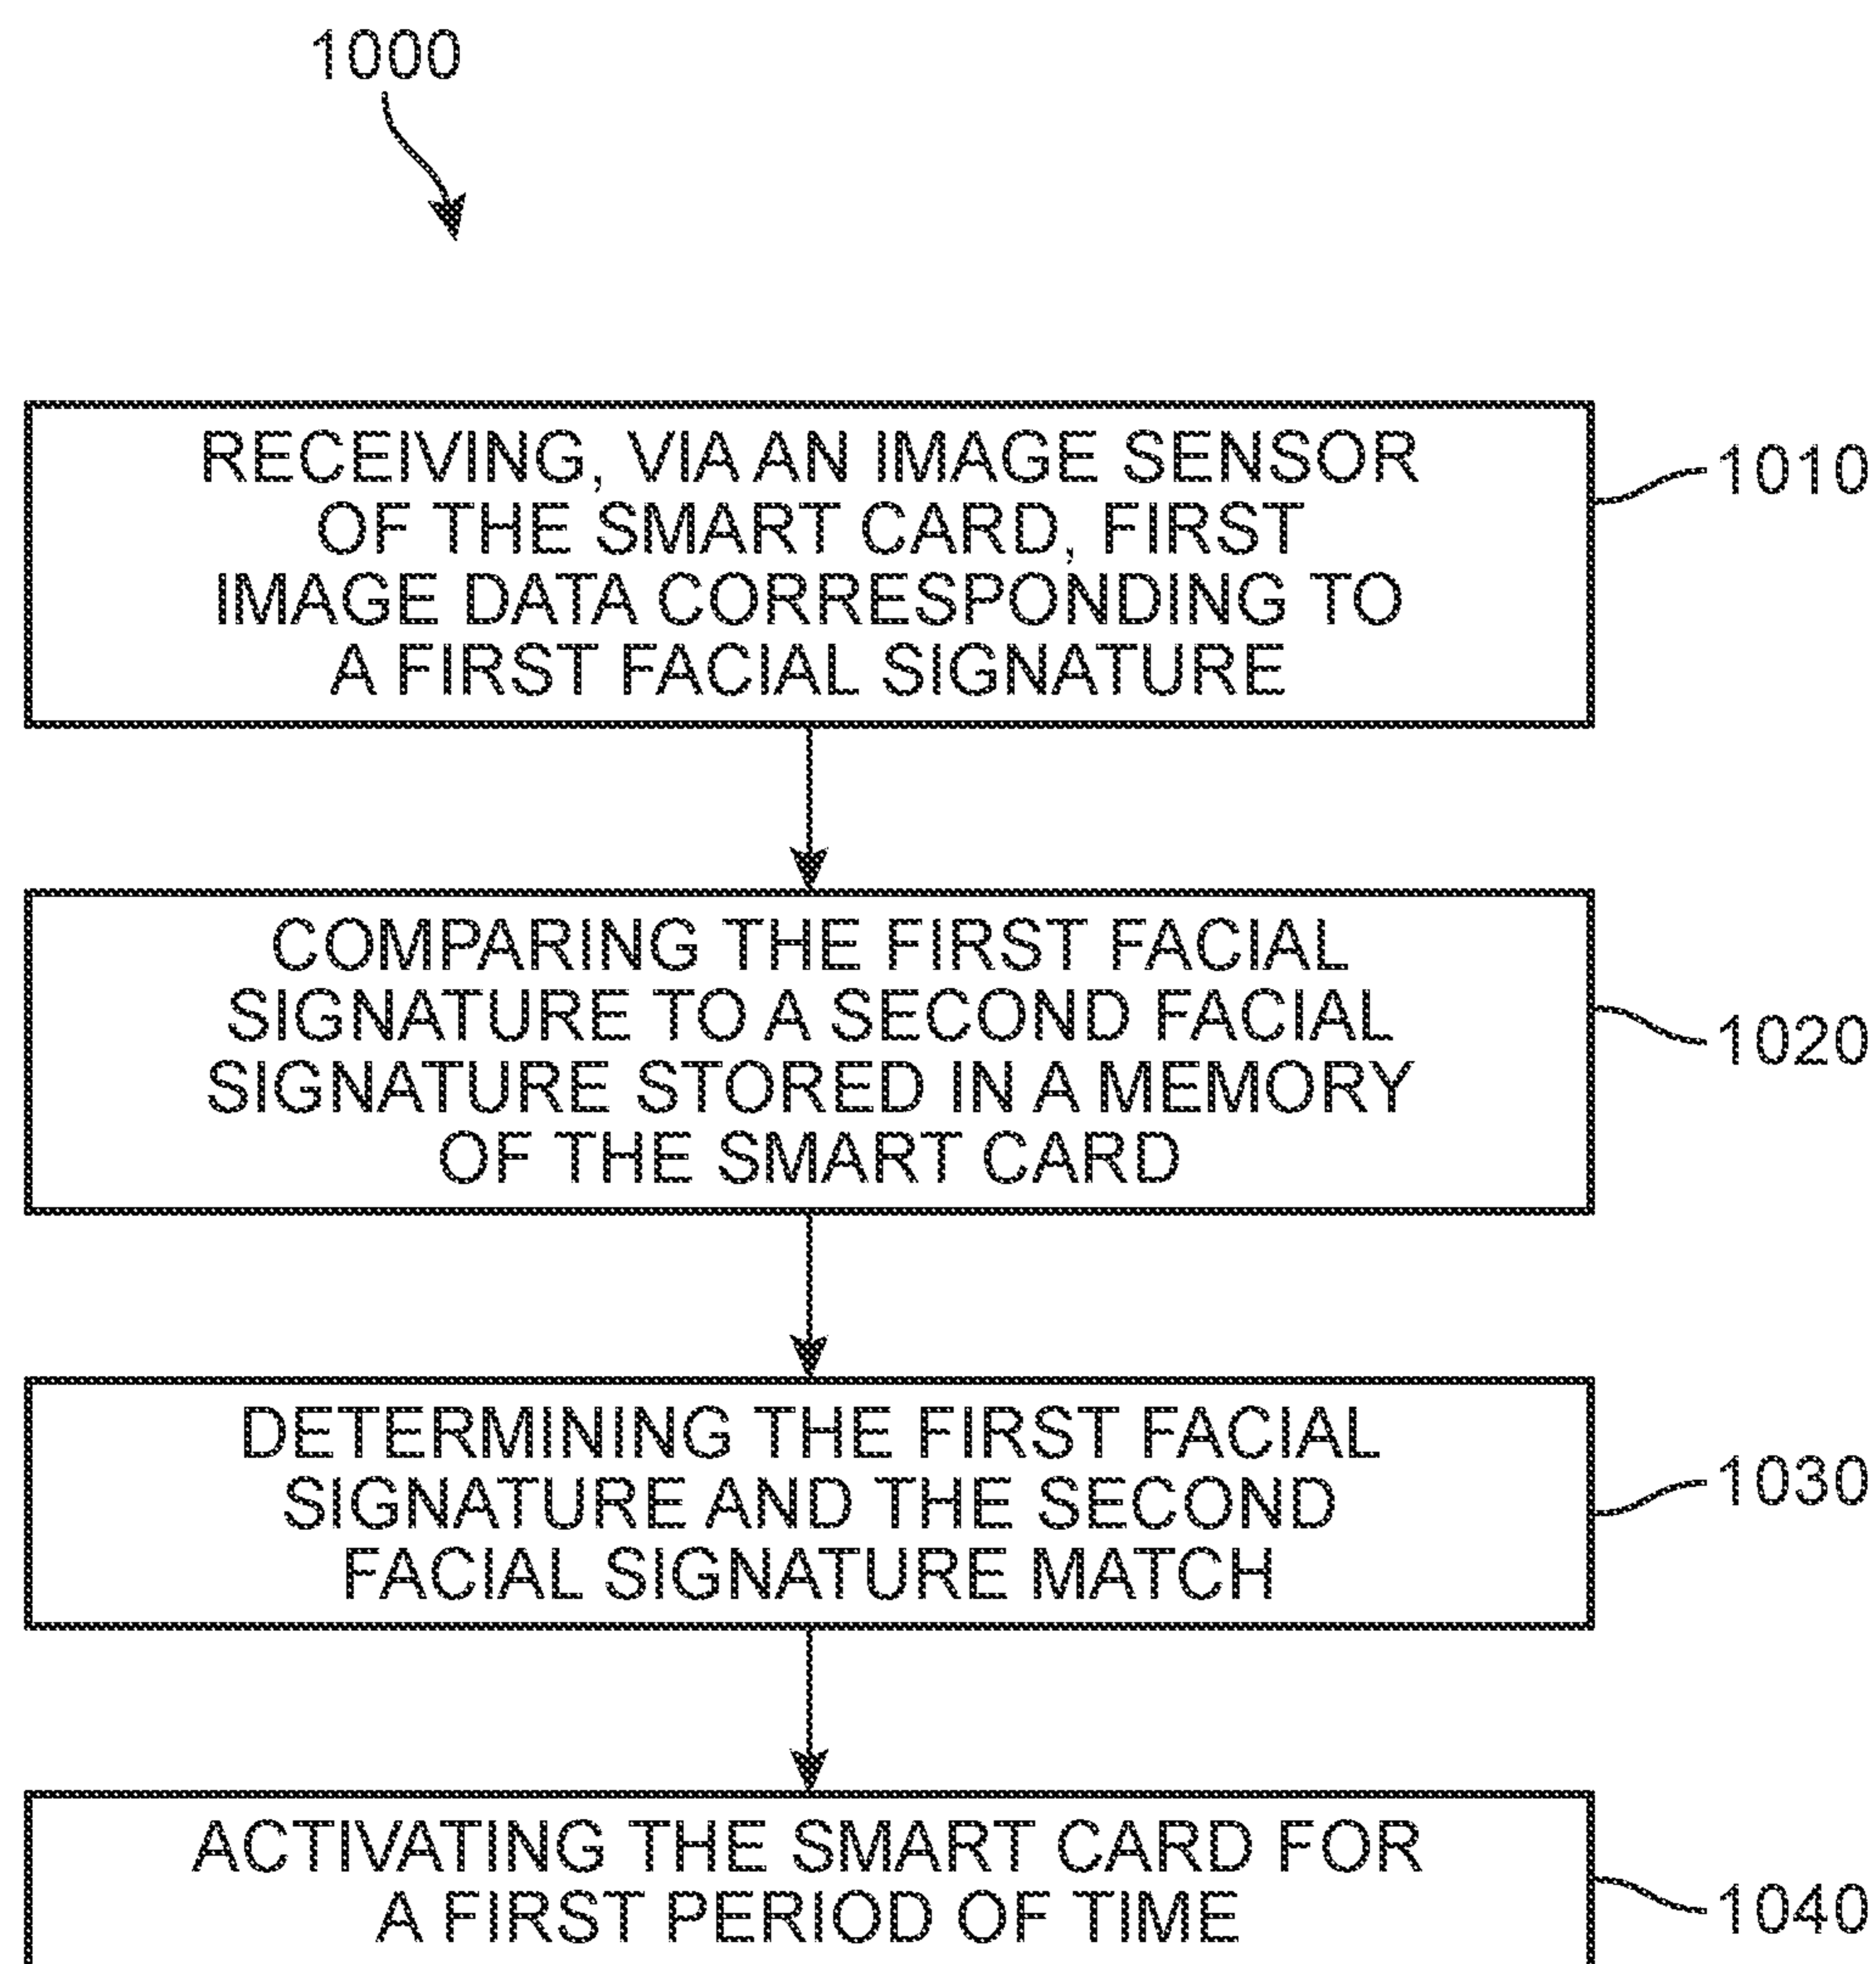 1000
RECEIVING, VIA AN IMAGE SENSOR
OF THE SMART CARD, FIRST
IMAGE DATA CORRESPONDING TO
A FIRST FACIAL SIGNATURE
1010
COMPARING THE FIRST FACIAL
SIGNATURE TO A SECOND FACIAL
SIGNATURE STORED IN A MEMORY
OF THE SMART CARD
1020
DETERMINING THE FIRST FACIAL
SIGNATURE AND THE SECOND
FACIAL SIGNATURE MATCH
1030
ACTIVATING THE SMART CARD FOR
A FIRST PERIOD OF TIME
1040